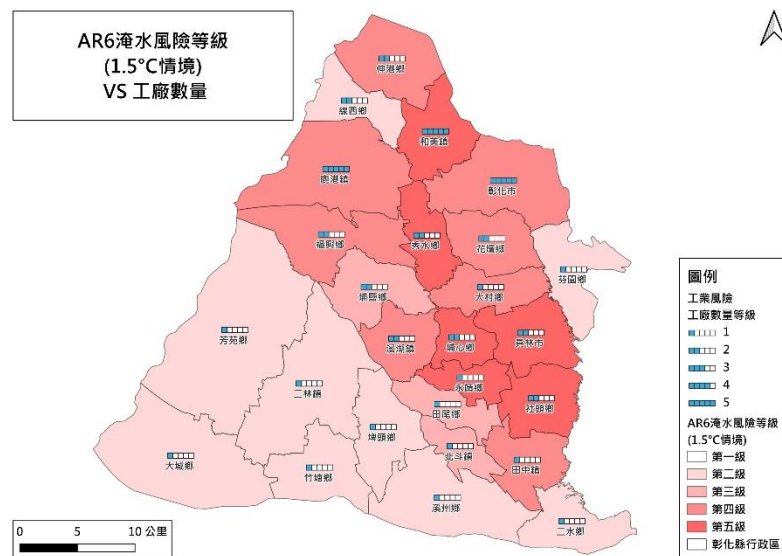 AR6淹水風險等級
(1.5°C情境)
VS 工廠數量
伸港鄉
線西鄉
和美鎮
鹿港鎮
彰化市
福興鄉
秀水鄉
花壇鄉
芬園鄉
埔鹽鄉
大村鄉
芳苑鄉
溪湖鎮
埔心鄉
員林市
二林鎮
永靖鄉
田尾鄉
社頭鄉
埤頭鄉
北斗鎮
田中鎮
大城鄉
竹塘鄉
溪州鄉
二水鄉
圖例
工業風險
工廠數量等級
1
2
3
4
5
AR6淹水風險等級
(1.5°C情境)
第一級
第二級
第三級
第四級
第五級
彰化縣行政區
0 5 10 公里